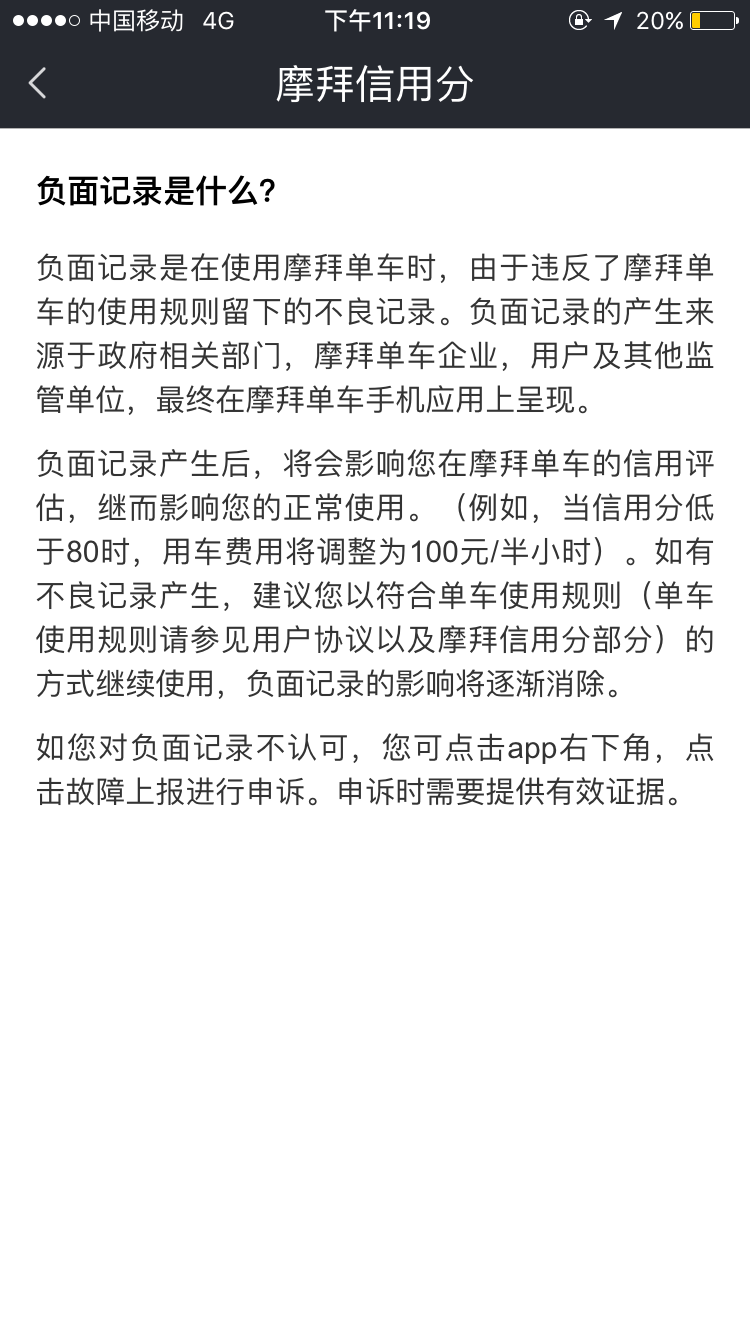 中国移动 4G 下午11:19 20%
摩拜信用分
负面记录是什么?
负面记录是在使用摩拜单车时，由于违反了摩拜单
车的使用规则留下的不良记录。负面记录的产生来
源于政府相关部门，摩拜单车企业，用户及其他监
管单位，最终在摩拜单车手机应用上呈现。
负面记录产生后，将会影响您在摩拜单车的信用评
估，继而影响您的正常使用。（例如，当信用分低
于80时，用车费用将调整为100元/半小时）。如有
不良记录产生，建议您以符合单车使用规则（单车
使用规则请参见用户协议以及摩拜信用分部分）的
方式继续使用，负面记录的影响将逐渐消除。
如您对负面记录不认可，您可点击app右下角，点
击故障上报进行申诉。申诉时需要提供有效证据。